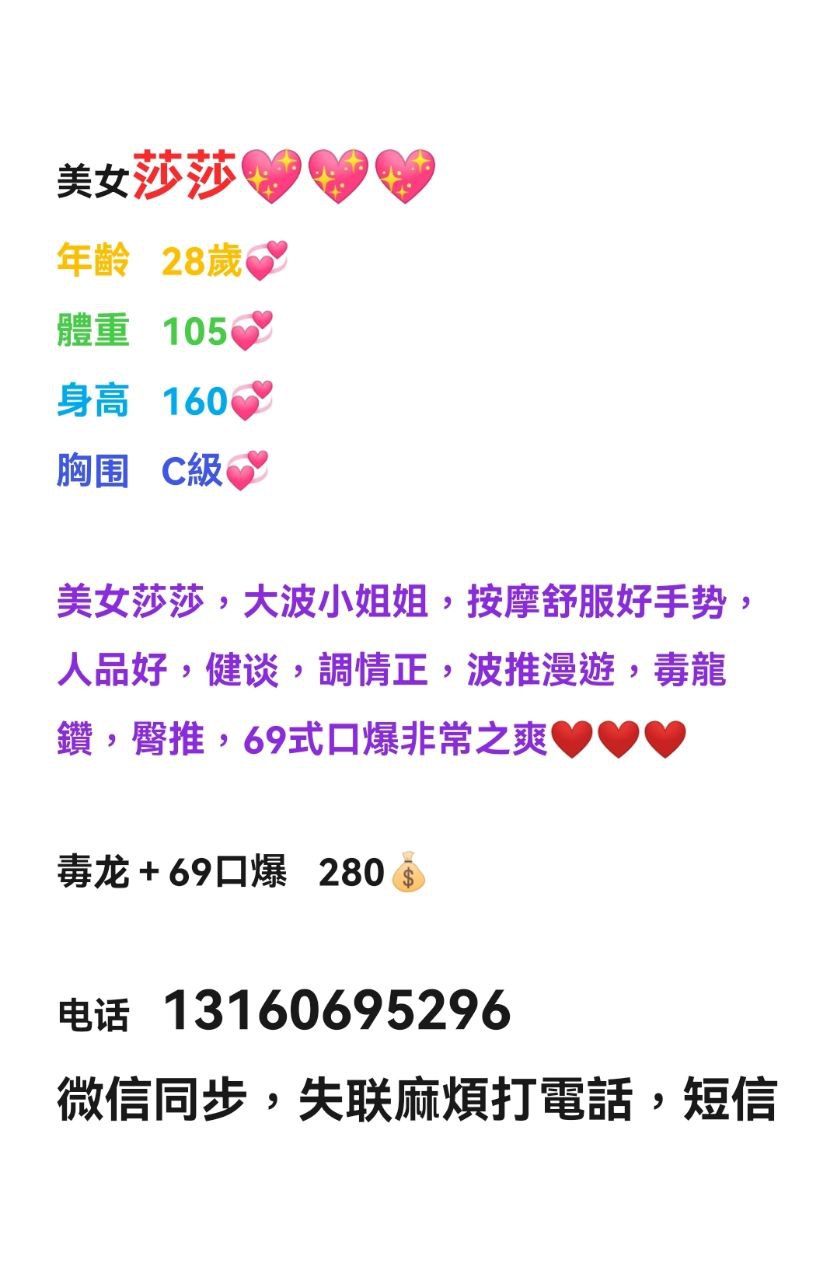 美女莎莎💖💖💖
年齡 28歲💞
體重 105💞
身高 160💞
胸围 C級💞
美女莎莎，大波小姐姐，按摩舒服好手势，
人品好，健谈，調情正，波推漫遊，毒龍
鑽，臀推，69式口爆非常之爽❤️❤️❤️
毒龙+69口爆 280💰
电话 13160695296
微信同步，失联麻煩打電話，短信